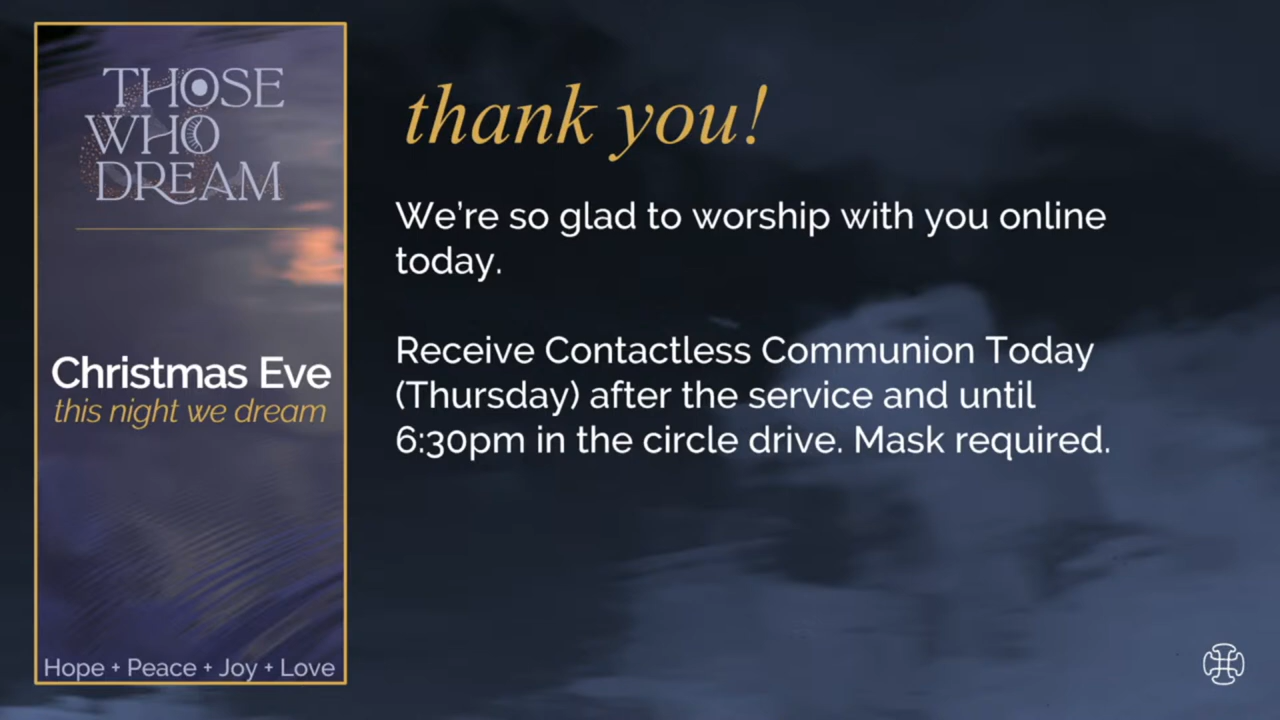 THOSE
WHO
DREAM
Christmas Eve
this night we dream
Hope + Peace + Joy + Love
thank you!
We're so glad to worship with you online
today.
Receive Contactless Communion Today
(Thursday) after the service and until
6:30pm in the circle drive. Mask required.